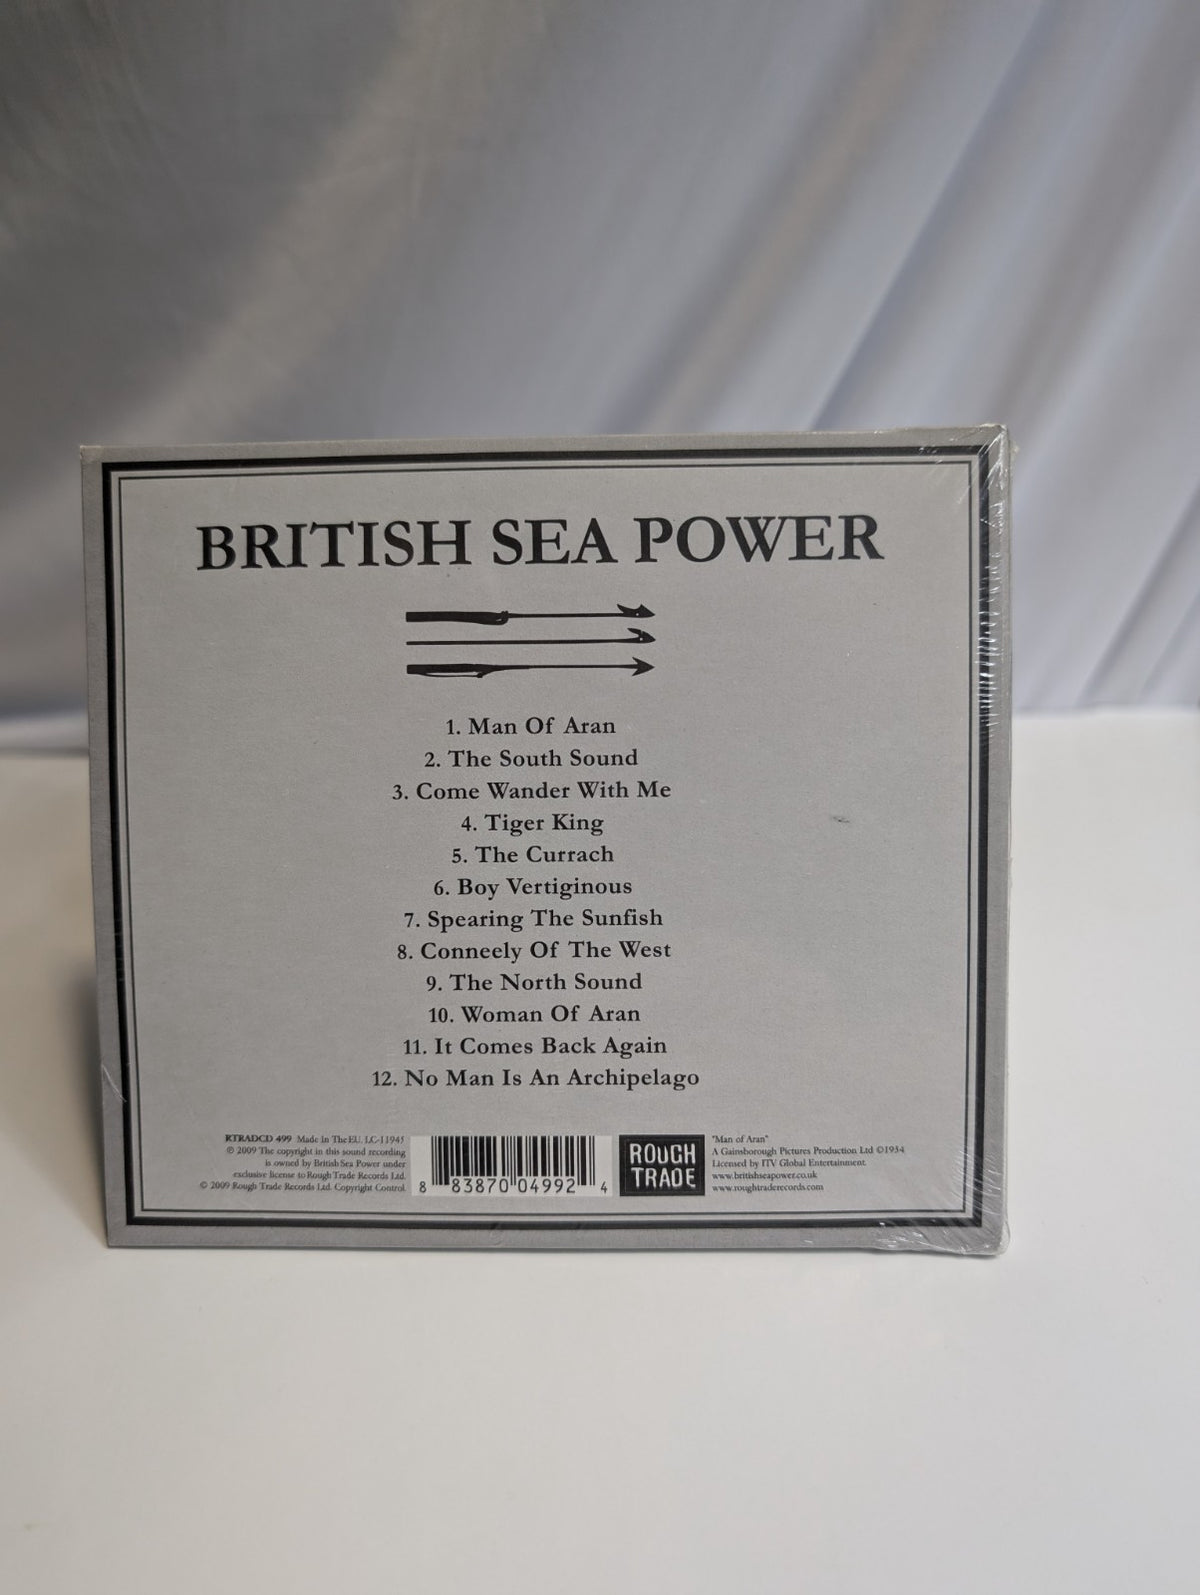 BRITISH SEA POWER
1. Man Of Aran
2. The South Sound
3. Come Wander With Me
4. Tiger King
5. The Currach
6. Boy Vertiginous
7. Spearing The Sunfish
8. Conneely Of The West
9. The North Sound
10. Woman Of Aran
11. It Comes Back Again
12. No Man Is An Archipelago
RTRADCD 499 Made In The EU. LC-11945
℗ 2009 The copyright in this sound recording
is owned by British Sea Power under
exclusive license to Rough Trade Records Ltd.
© 2009 Rough Trade Records Ltd. Copyright Control
8 83870 04992 4
ROUGH
TRADE
"Man of Aran"
A Gainsborough Pictures Production Ltd ©1934
Licensed by ITV Global Entertainment
www.britishseapower.co.uk
www.roughtraderecords.com